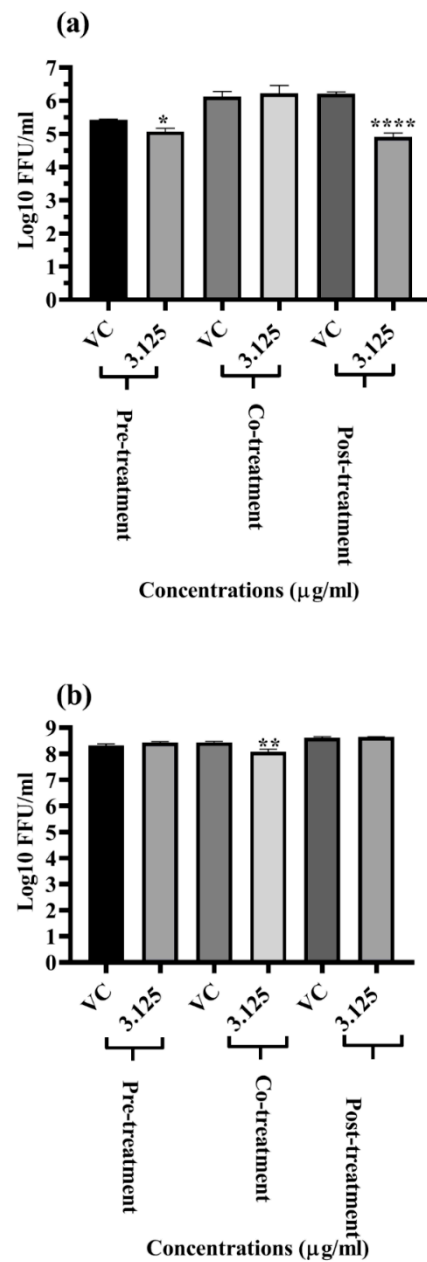 (a)
Log10 FFU/ml
7
6
5
4
3
2
1
0
*
****
VC
3.125
VC
3.125
VC
3.125
Pre-treatment
Co-treatment
Post-treatment
Concentrations (μg/ml)
(b)
Log10 FFU/ml
9
8
7
6
5
4
3
2
1
0
**
VC
3.125
VC
3.125
VC
3.125
Pre-treatment
Co-treatment
Post-treatment
Concentrations (μg/ml)